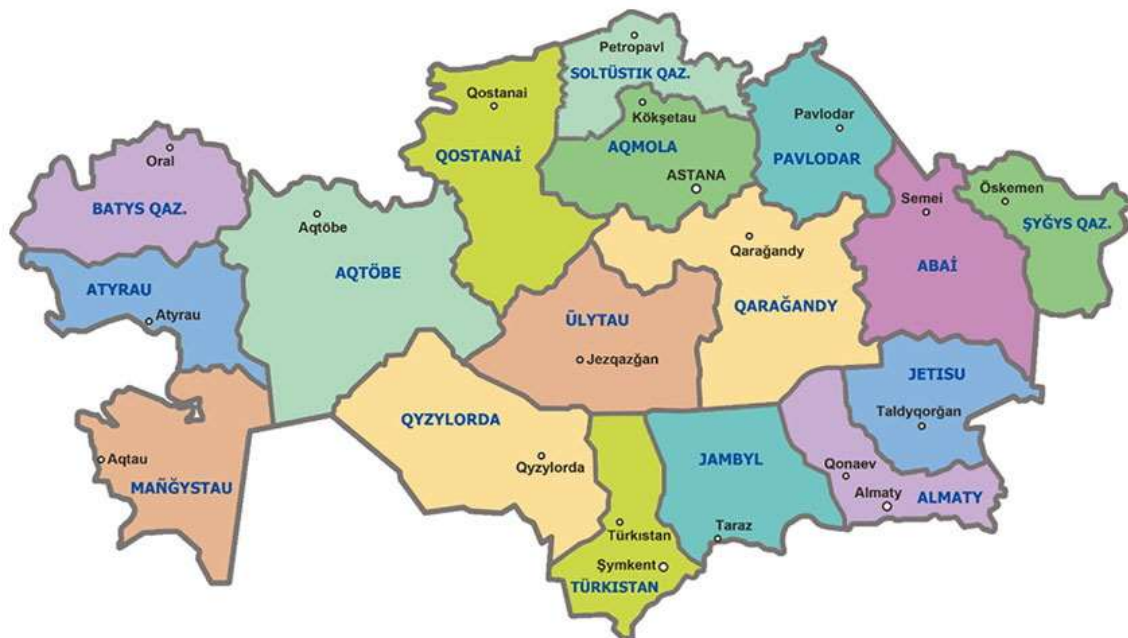 Petropavl
SOLTÜSTIK QAZ.
Qostanai
Kökşetau
Pavlodar
Oral
QOSTANAİ
AQMOLA
PAVLODAR
ASTANA
Semei
Öskemen
BATYS QAZ.
Aqtöbe
ŞYĞYS QAZ.
Qarağandy
ABAİ
AQTÖBE
ATYRAU
Atyrau
ŪLYTAU
QARAĞANDY
Jezqazğan
JETISU
Taldyqorğan
QYZYLORDA
JAMBYL
Aqtau
Qyzylorda
Qonaev
MAÑĞYSTAU
Almaty
ALMATY
Türkıstan
Taraz
Şymkent
TÜRKISTAN